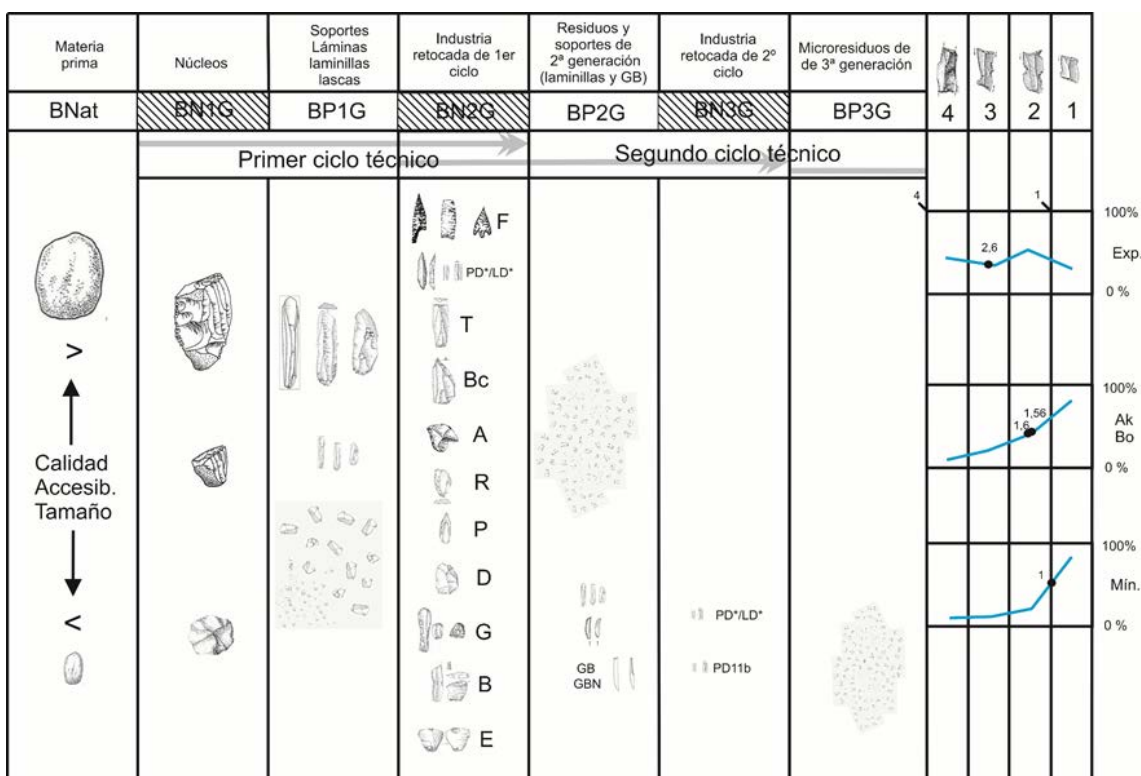 Materia
prima
Núcleos
Soportes
Láminas
laminillas
lascas
Industria
retocada de 1er
ciclo
Residuos y
soportes de
2ª generación
(laminillas y GB)
Industria
retocada de 2º
ciclo
Microresiduos de
de 3ª generación
BNat
BN1G
BP1G
BN2G
BP2G
BN3G
BP3G
4
3
2
1
Primer ciclo técnico
Segundo ciclo técnico
>
Calidad
Accesib.
Tamaño
<
F
PD*/LD*
T
Bc
A
R
P
D
G
B
E
GB
GBN
PD*/LD*
PD11b
4
1
100%
2,6
Exp.
0 %
100%
1,56
1,6
Ak
Bo
0 %
100%
1
Mín.
0 %